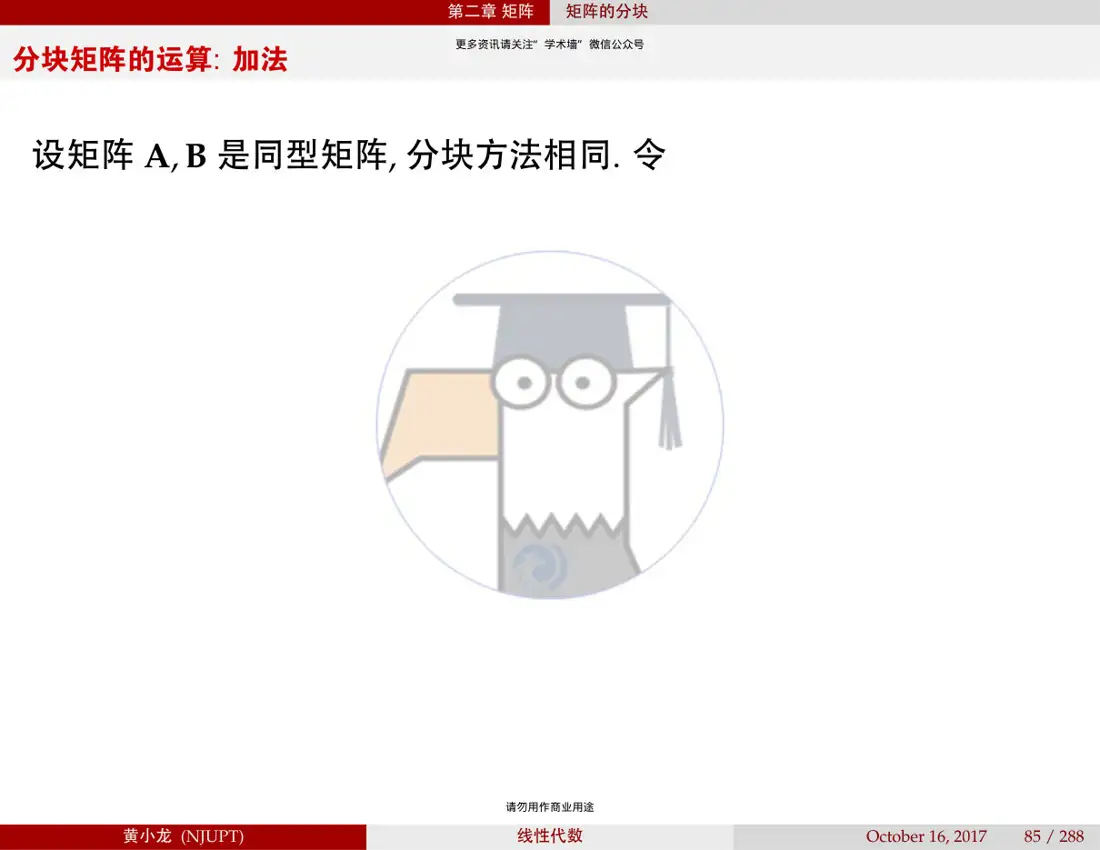 第二章 矩阵 矩阵的分块
更多资讯请关注“学术墙”微信公众号
分块矩阵的运算: 加法
设矩阵 A, B 是同型矩阵, 分块方法相同. 令
请勿用作商业用途
黄小龙 (NJUPT) 线性代数 October 16, 2017 85 / 288